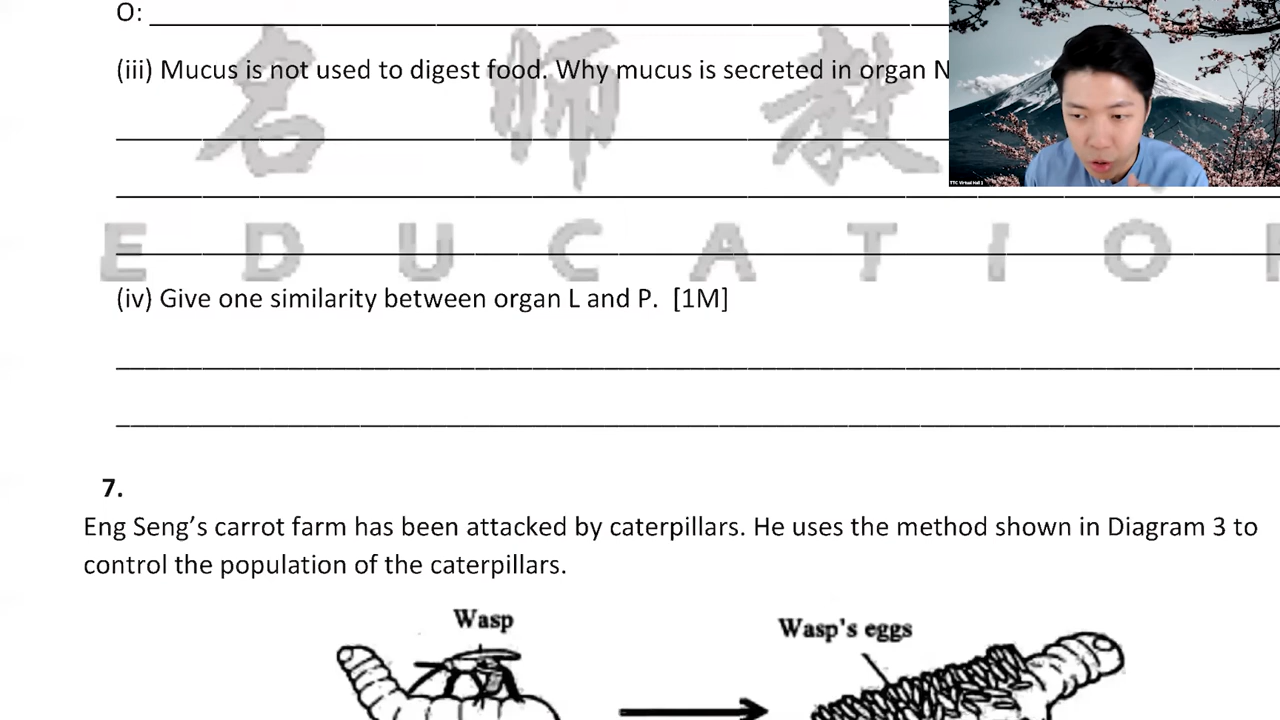 O:
(iii) Mucus is not used to digest food. Why mucus is secreted in organ N
名 师 教
E D U C A T I O
(iv) Give one similarity between organ L and P. [1M]
7.
Eng Seng’s carrot farm has been attacked by caterpillars. He uses the method shown in Diagram 3 to
control the population of the caterpillars.
Wasp
Wasp's eggs